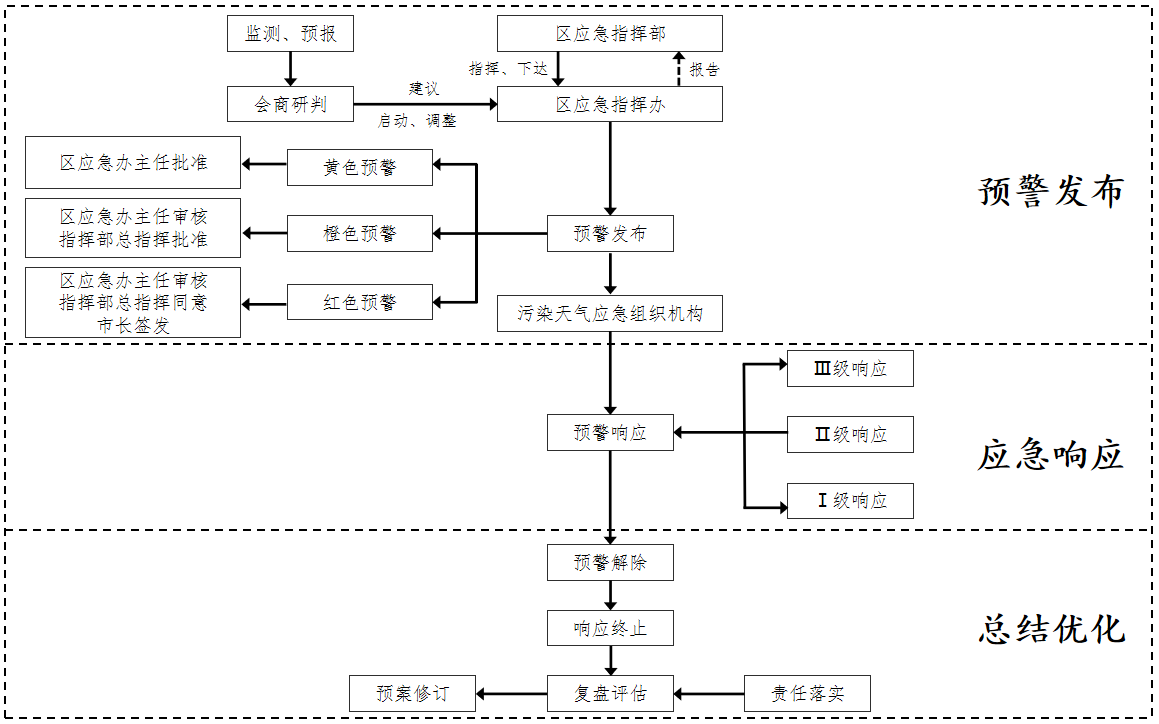 监测、预报
区应急指挥部
指挥、下达
报告
会商研判
建议
启动、调整
区应急指挥办
区应急办主任批准
黄色预警
预警发布
区应急办主任审核
指挥部总指挥批准
橙色预警
预警发布
区应急办主任审核
指挥部总指挥同意
市长签发
红色预警
污染天气应急组织机构
Ⅲ级响应
预警响应
Ⅱ级响应
应急响应
Ⅰ级响应
预警解除
响应终止
总结优化
预案修订
复盘评估
责任落实